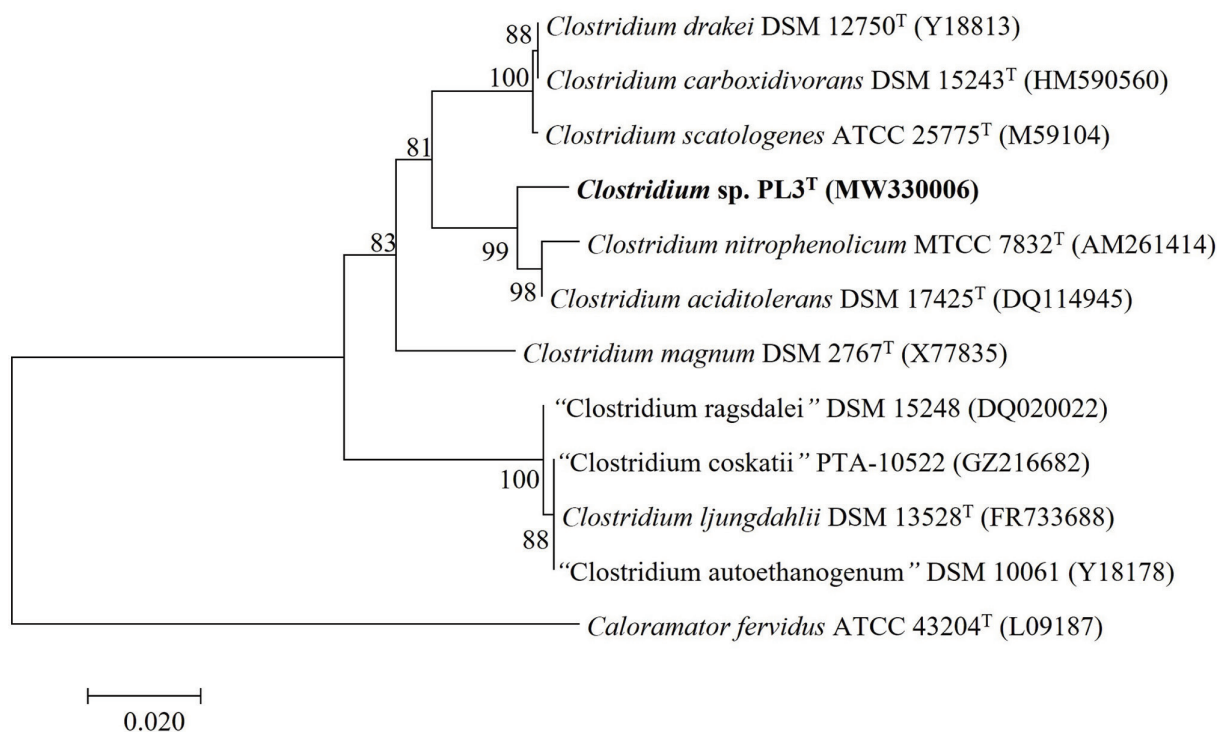 Clostridium drakei DSM 12750ᵀ (Y18813)
88
Clostridium carboxidivorans DSM 15243ᵀ (HM590560)
100
Clostridium scatologenes ATCC 25775ᵀ (M59104)
81
Clostridium sp. PL3ᵀ (MW330006)
83
Clostridium nitrophenolicum MTCC 7832ᵀ (AM261414)
99
98
Clostridium aciditolerans DSM 17425ᵀ (DQ114945)
Clostridium magnum DSM 2767ᵀ (X77835)
“Clostridium ragsdalei” DSM 15248 (DQ020022)
“Clostridium coskatii” PTA-10522 (GZ216682)
100
Clostridium ljungdahlii DSM 13528ᵀ (FR733688)
88
“Clostridium autoethanogenum” DSM 10061 (Y18178)
Caloramator fervidus ATCC 43204ᵀ (L09187)
0.020